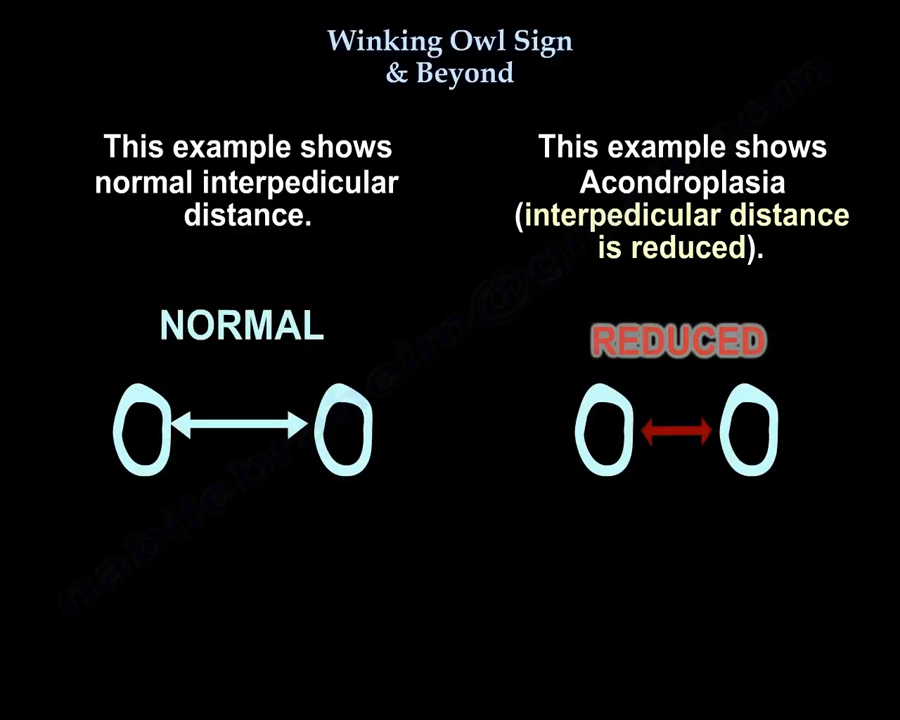 Winking Owl Sign
& Beyond
This example shows
normal interpedicular
distance.
This example shows
Acondroplasia
(interpedicular distance
is reduced).
NORMAL
REDUCED